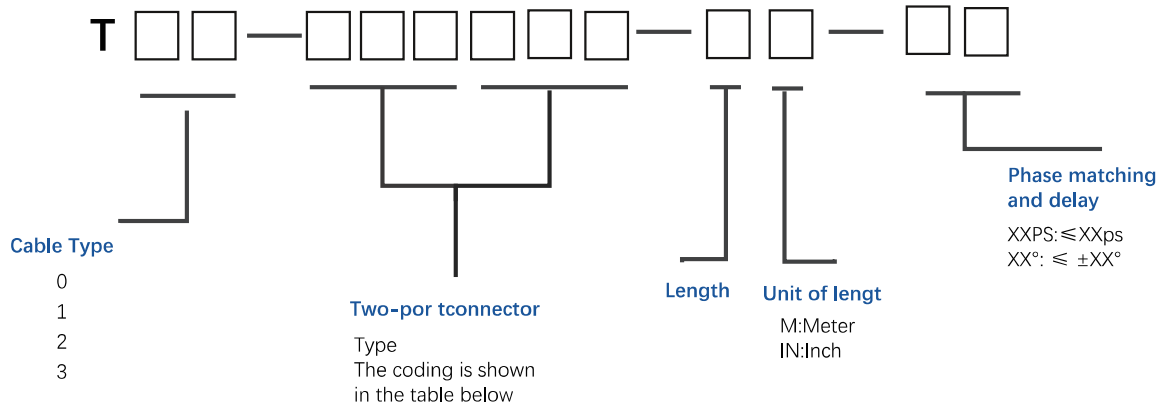 T
Phase matching
and delay
XXPS:≤XXps
XX°: ≤ ±XX°
Cable Type
0
1
2
3
Two-por tconnector
Type
The coding is shown
in the table below
Length
Unit of lengt
M:Meter
IN:Inch